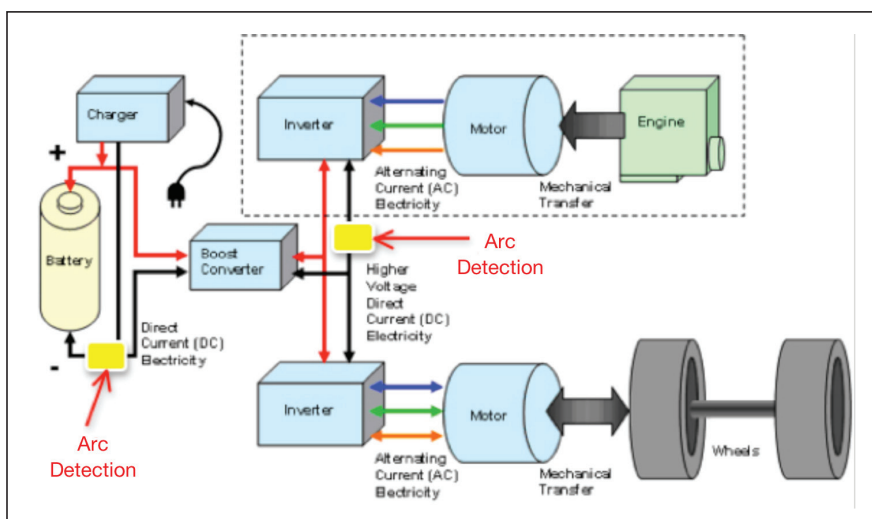 Charger
+
Battery
-
Direct
Current (DC)
Electricity
Arc
Detection
Boost
Converter
Inverter
Motor
Engine
Alternating
Current (AC)
Electricity
Mechanical
Transfer
Arc
Detection
Higher
Voltage
Direct
Current (DC)
Electricity
Inverter
Motor
Wheels
Alternating
Current (AC)
Electricity
Mechanical
Transfer